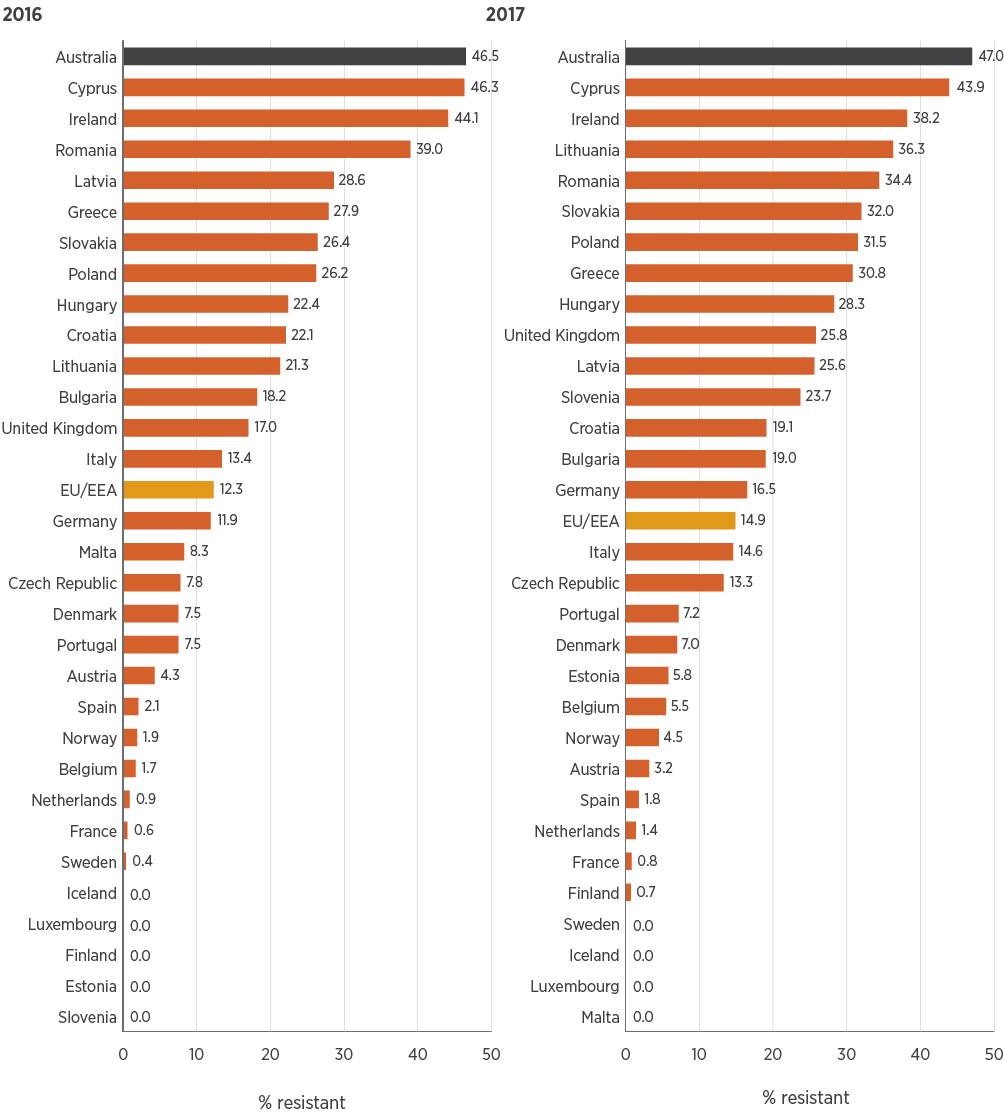 2016
Australia 46.5
Cyprus 46.3
Ireland 44.1
Romania 39.0
Latvia 28.6
Greece 27.9
Slovakia 26.4
Poland 26.2
Hungary 22.4
Croatia 22.1
Lithuania 21.3
Bulgaria 18.2
United Kingdom 17.0
Italy 13.4
EU/EEA 12.3
Germany 11.9
Malta 8.3
Czech Republic 7.8
Denmark 7.5
Portugal 7.5
Austria 4.3
Spain 2.1
Norway 1.9
Belgium 1.7
Netherlands 0.9
France 0.6
Sweden 0.4
Iceland 0.0
Luxembourg 0.0
Finland 0.0
Estonia 0.0
Slovenia 0.0
0 10 20 30 40 50
% resistant
2017
Australia 47.0
Cyprus 43.9
Ireland 38.2
Lithuania 36.3
Romania 34.4
Slovakia 32.0
Poland 31.5
Greece 30.8
Hungary 28.3
United Kingdom 25.8
Latvia 25.6
Slovenia 23.7
Croatia 19.1
Bulgaria 19.0
Germany 16.5
EU/EEA 14.9
Italy 14.6
Czech Republic 13.3
Portugal 7.2
Denmark 7.0
Estonia 5.8
Belgium 5.5
Norway 4.5
Austria 3.2
Spain 1.8
Netherlands 1.4
France 0.8
Finland 0.7
Sweden 0.0
Iceland 0.0
Luxembourg 0.0
Malta 0.0
0 10 20 30 40 50
% resistant